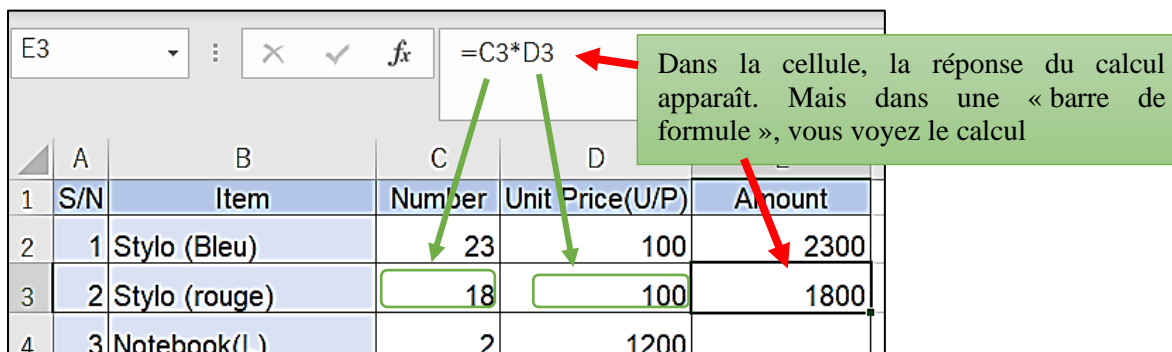 E3 fx =C3*D3
Dans la cellule, la réponse du calcul
apparaît. Mais dans une « barre de
formule », vous voyez le calcul
A B C D
1 S/N Item Number Unit Price(U/P) Amount
2 1 Stylo (Bleu) 23 100 2300
3 2 Stylo (rouge) 18 100 1800
4 3 Notebook(L) 2 1200